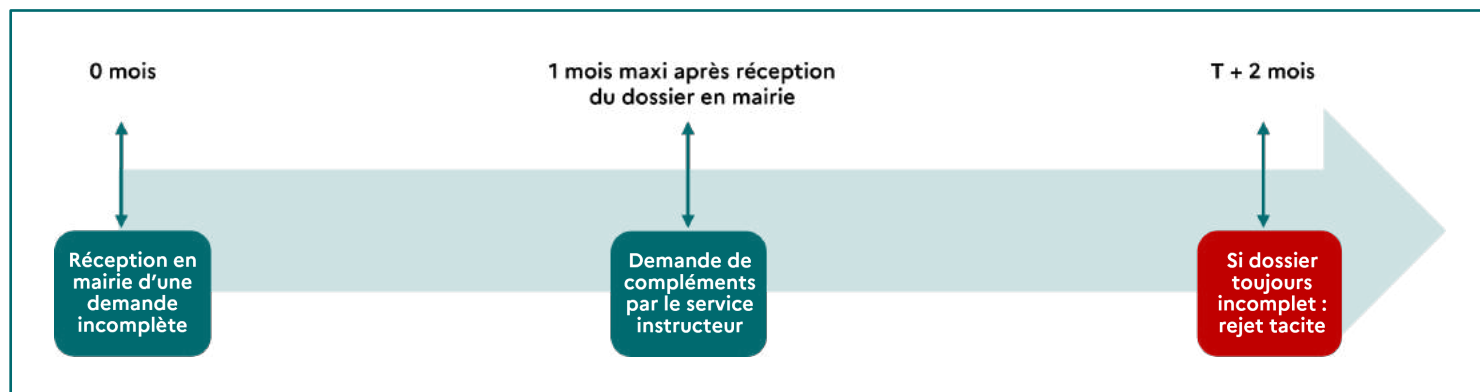 0 mois
1 mois maxi après réception
du dossier en mairie
T + 2 mois
Réception en
mairie d’une
demande
incomplète
Demande de
compléments
par le service
instructeur
Si dossier
toujours
incomplet :
rejet tacite